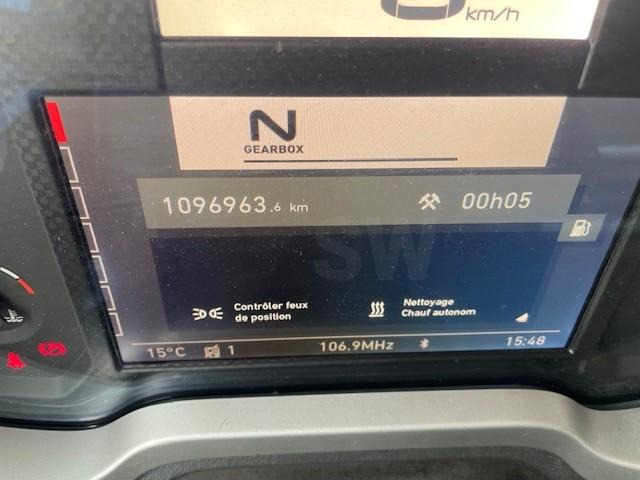 km/h
N
GEARBOX
1096963.6 km 00h05
SW
Contrôler feux
de position
Nettoyage
Chauf autonom
15°C 1 106.9MHz 15:48